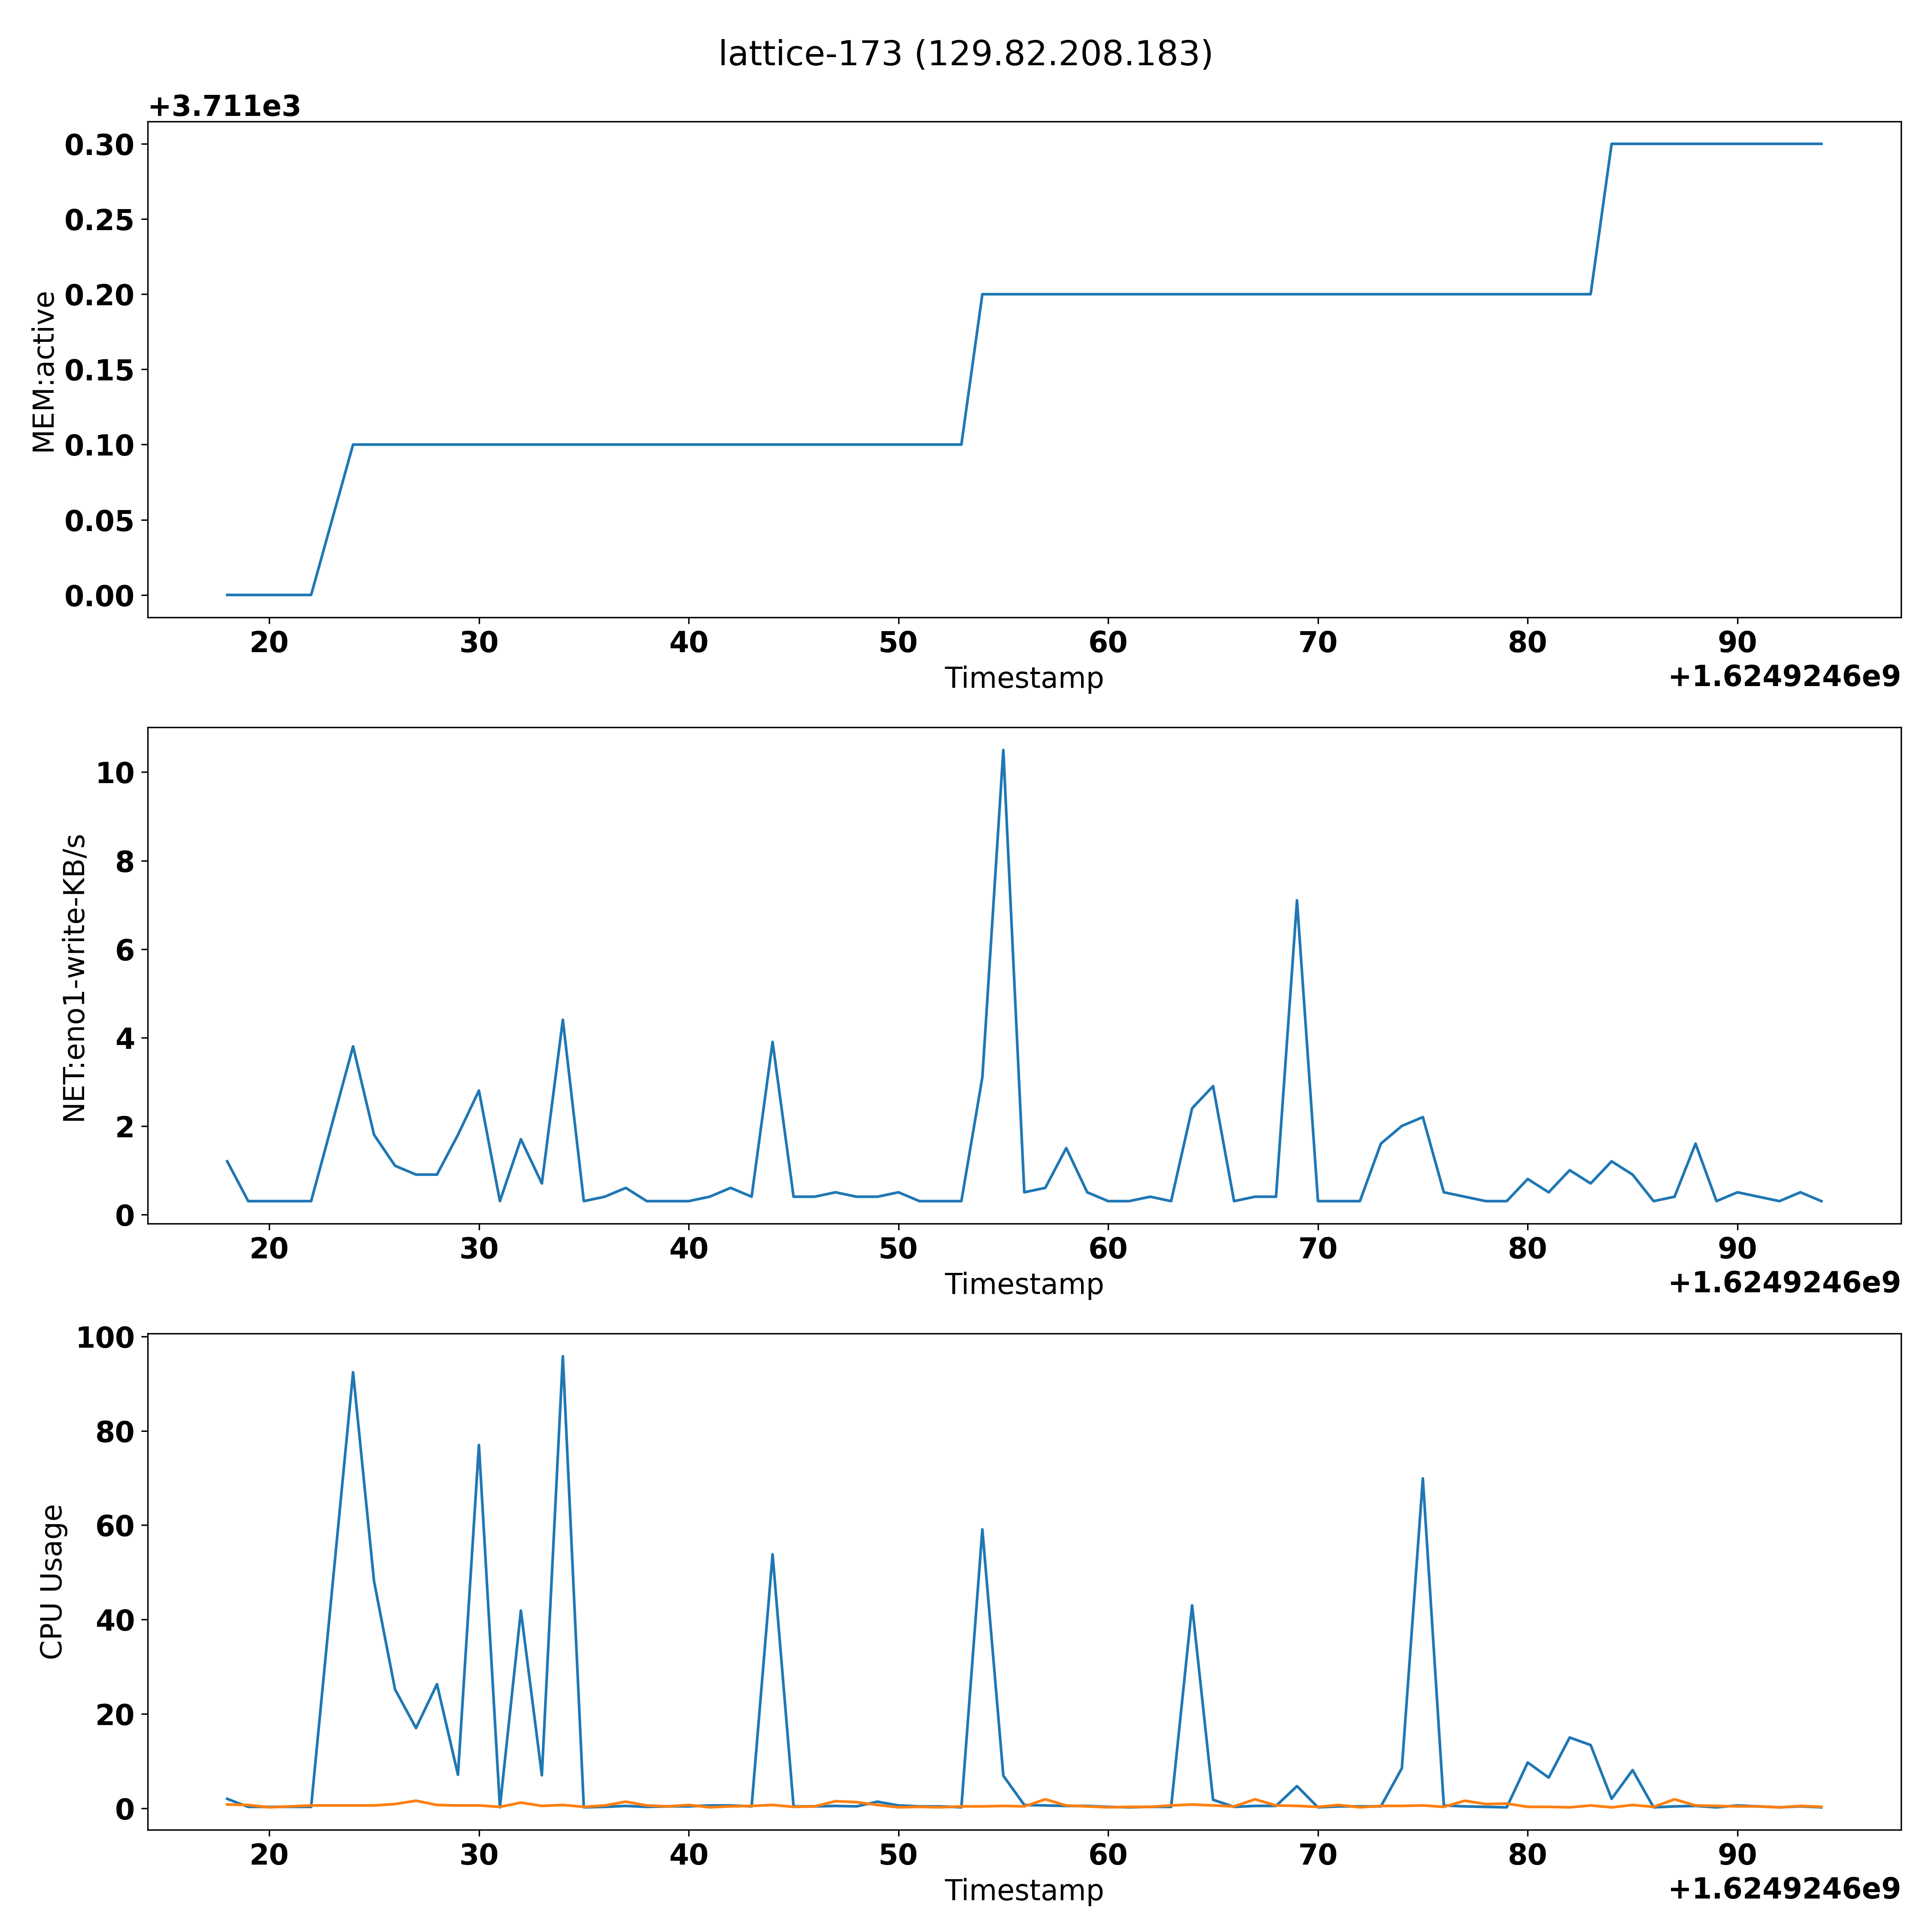 lattice-173 (129.82.208.183)
+3.711e3
0.30
0.25
0.20
0.15
0.10
0.05
0.00
MEM:active
20 30 40 50 60 70 80 90
Timestamp
+1.6249246e9
10
8
6
4
2
0
NET:eno1-write-KB/s
20 30 40 50 60 70 80 90
Timestamp
+1.6249246e9
100
80
60
40
20
0
CPU Usage
20 30 40 50 60 70 80 90
Timestamp
+1.6249246e9